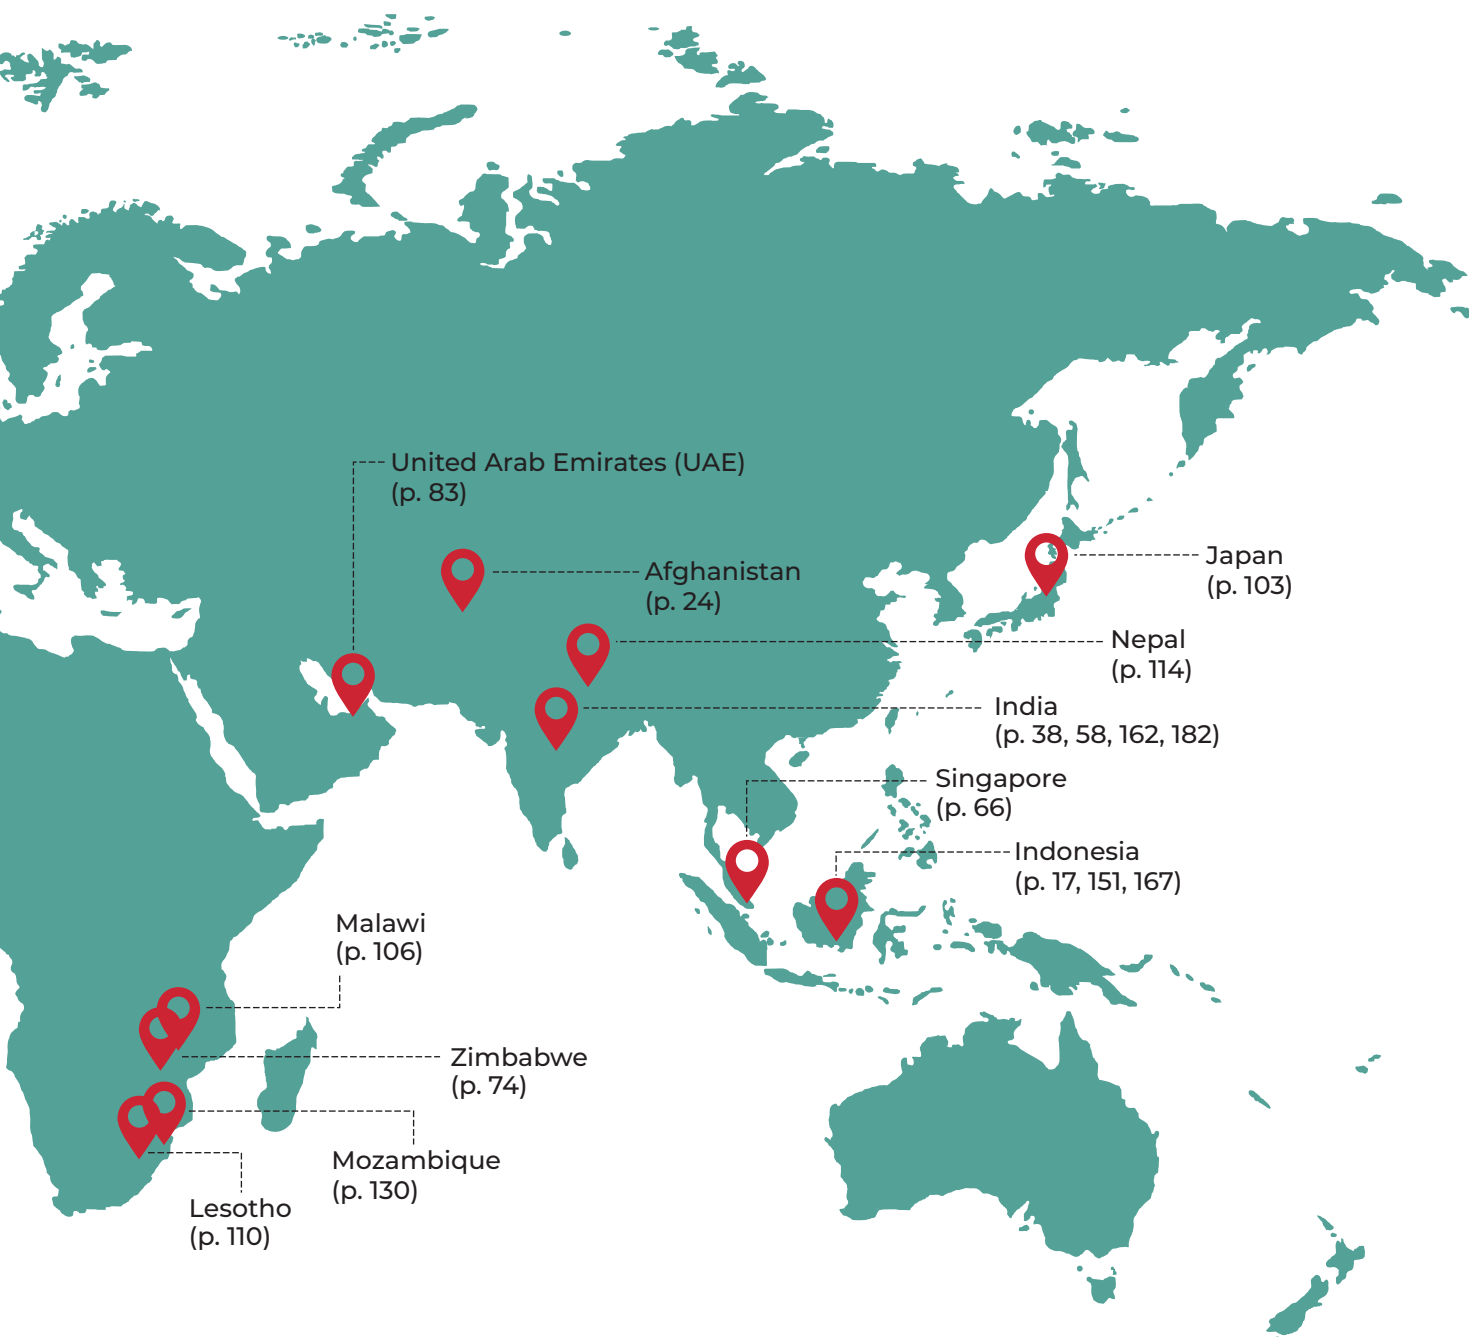 United Arab Emirates (UAE)
(p. 83)
Afghanistan
(p. 24)
Japan
(p. 103)
Nepal
(p. 114)
India
(p. 38, 58, 162, 182)
Singapore
(p. 66)
Indonesia
(p. 17, 151, 167)
Malawi
(p. 106)
Zimbabwe
(p. 74)
Mozambique
(p. 130)
Lesotho
(p. 110)